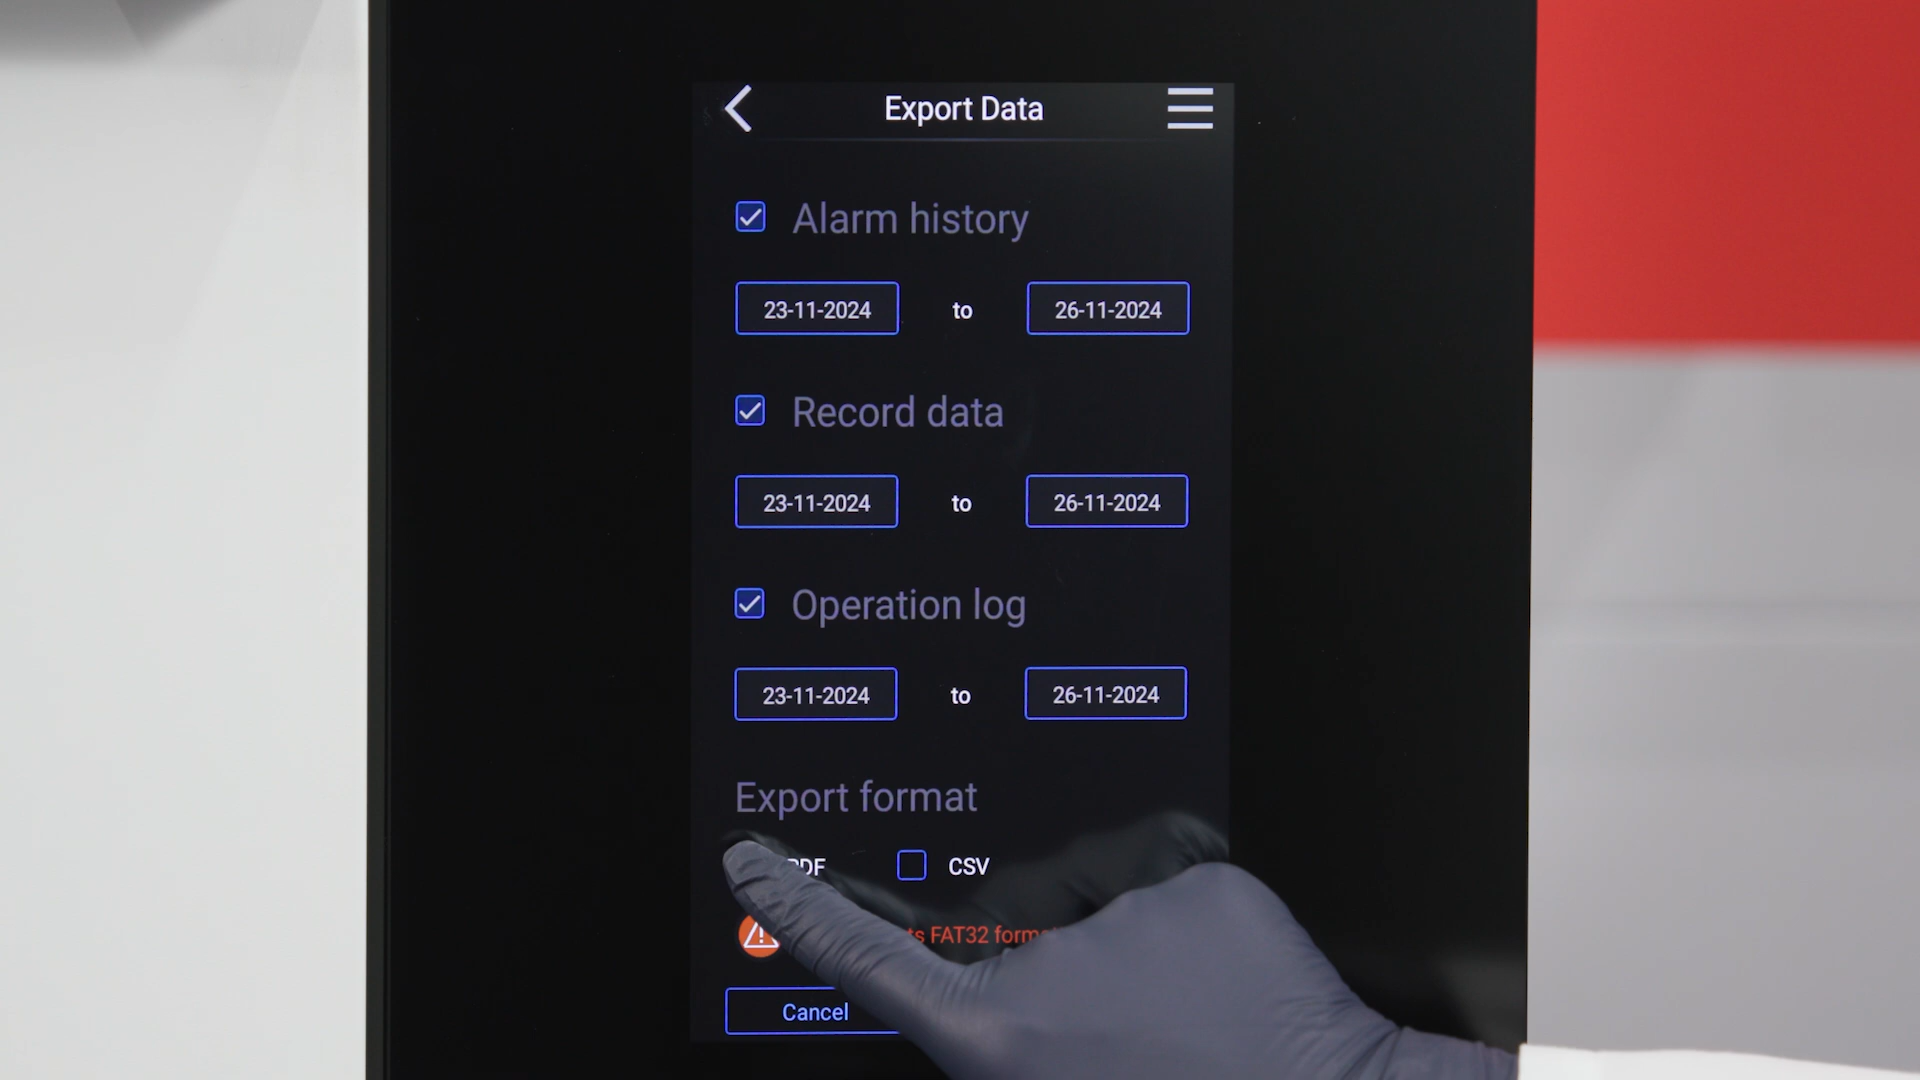 Export Data
Alarm history
23-11-2024 to 26-11-2024
Record data
23-11-2024 to 26-11-2024
Operation log
23-11-2024 to 26-11-2024
Export format
CSV
FAT32
Cancel